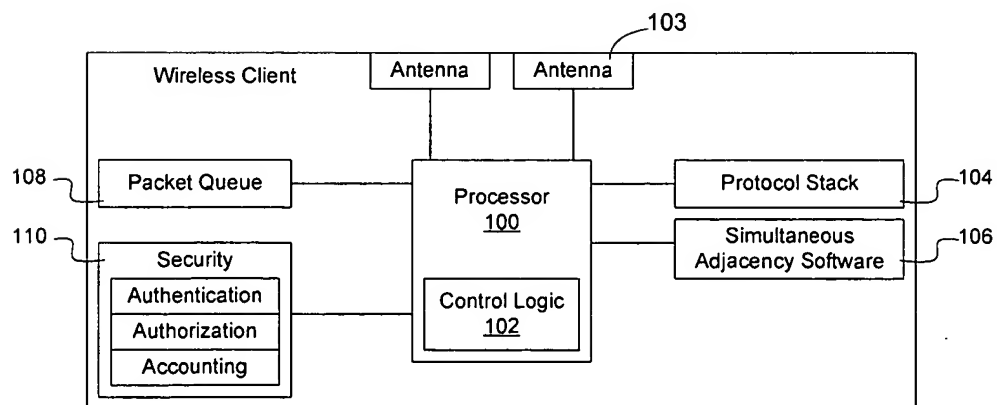 103
Wireless Client
Antenna
Antenna
108
Packet Queue
Processor
100
Protocol Stack
104
110
Security
Authentication
Authorization
Accounting
Control Logic
102
Simultaneous
Adjacency Software
106